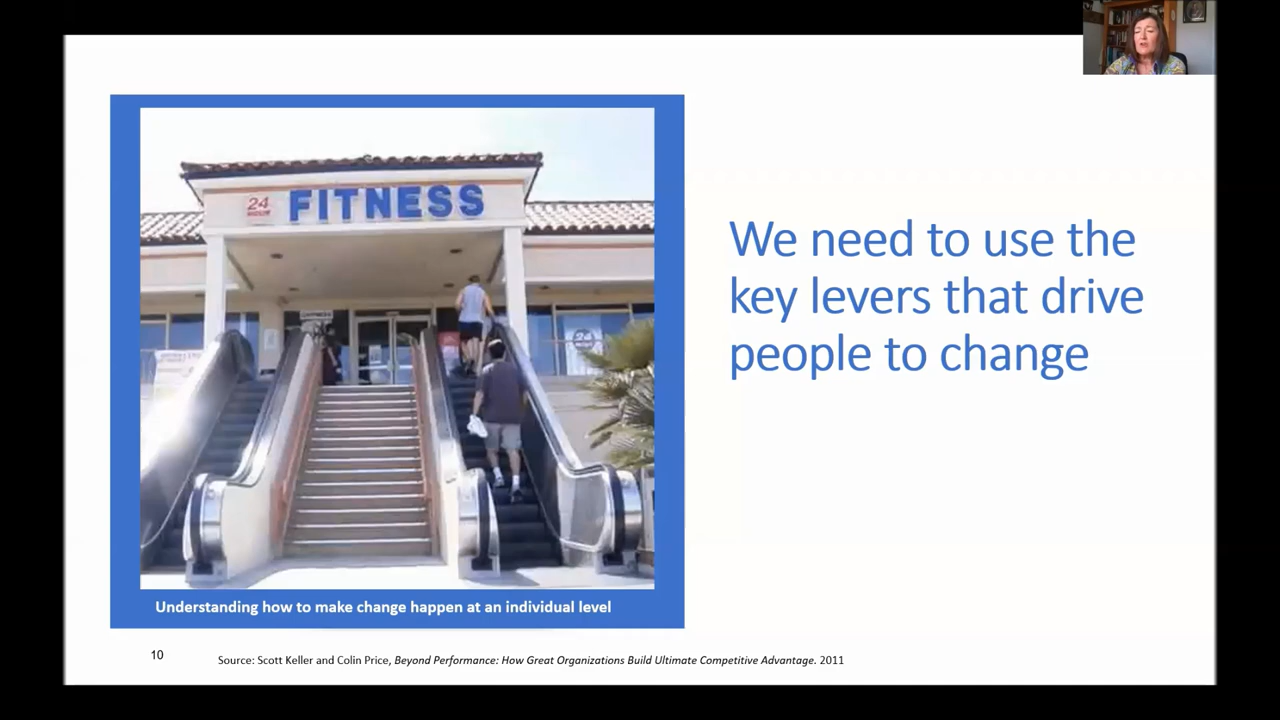 24
HOUR
FITNESS
We need to use the
key levers that drive
people to change
Understanding how to make change happen at an individual level
10
Source: Scott Keller and Colin Price, Beyond Performance: How Great Organizations Build Ultimate Competitive Advantage. 2011